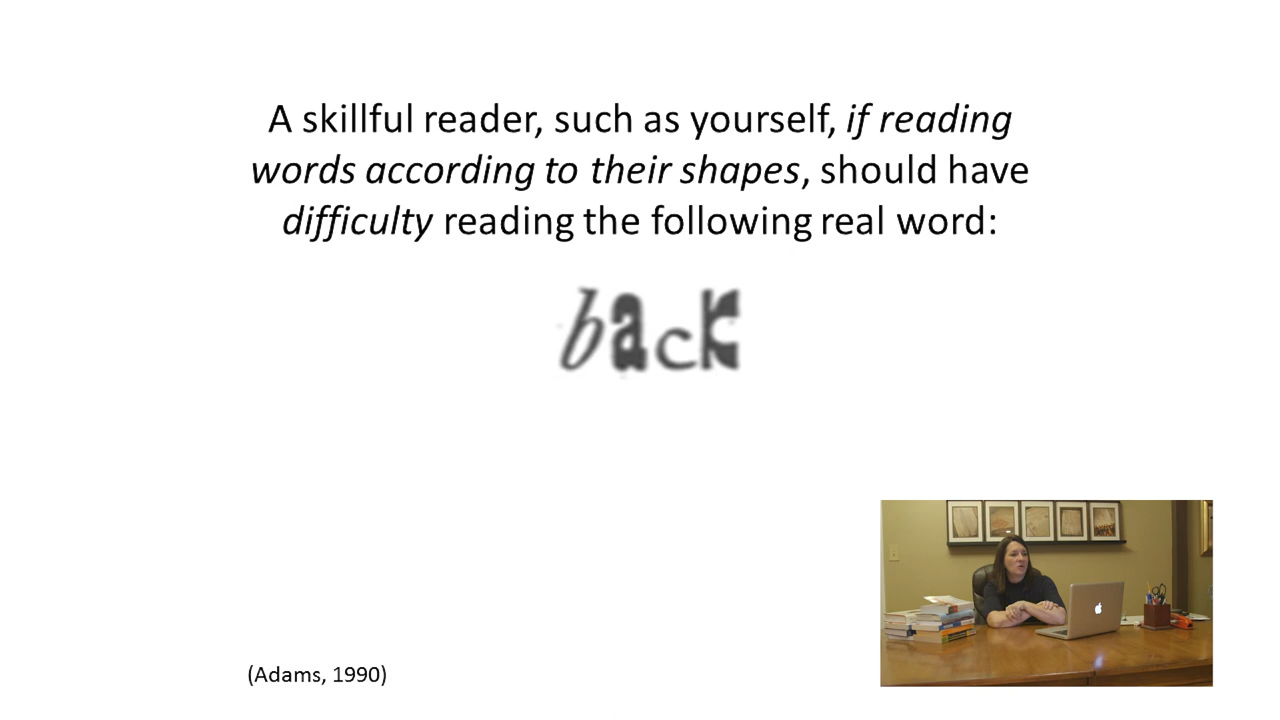 A skillful reader, such as yourself, if reading
words according to their shapes, should have
difficulty reading the following real word:
back
(Adams, 1990)